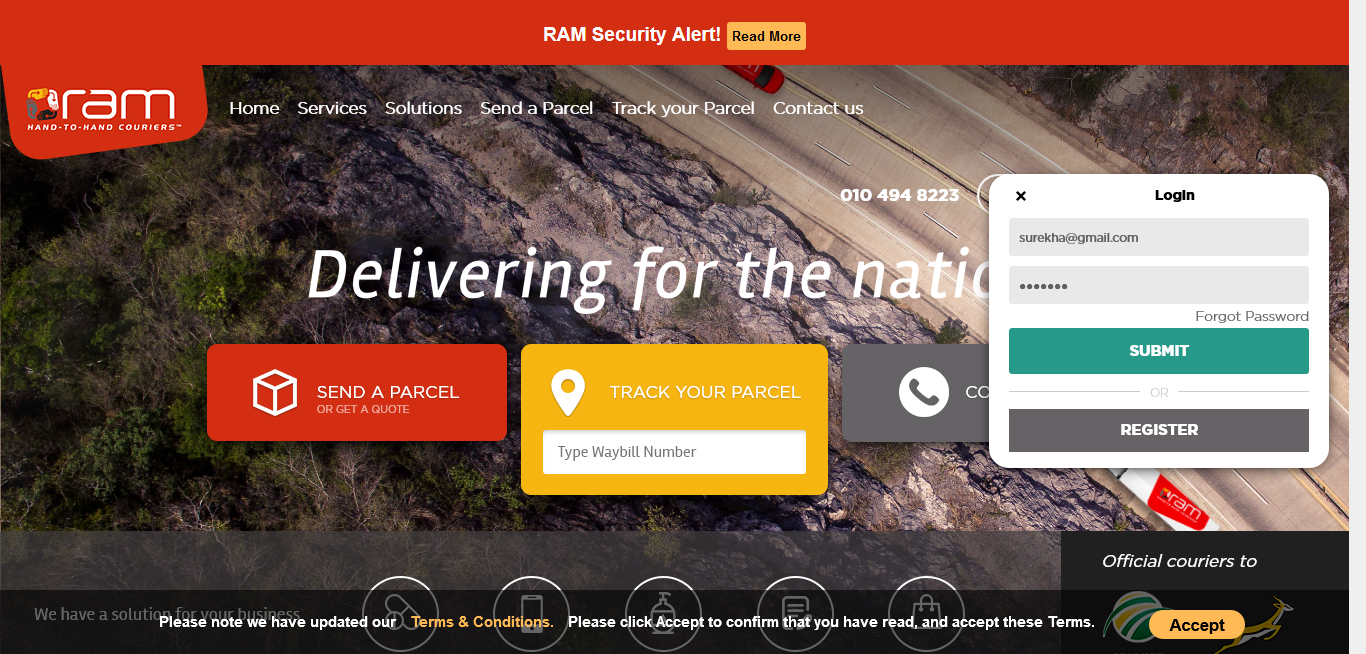 RAM Security Alert! Read More
ram
HAND-TO-HAND COURIERS™
Home Services Solutions Send a Parcel Track your Parcel Contact us
010 494 8223
× Login
surekha@gmail.com
•••••••
Forgot Password
SUBMIT
OR
REGISTER
Delivering for the natio
SEND A PARCEL
OR GET A QUOTE
TRACK YOUR PARCEL
Type Waybill Number
CO
ram
Official couriers to
We have a solution for your business
Please note we have updated our Terms & Conditions. Please click Accept to confirm that you have read, and accept these Terms. Accept